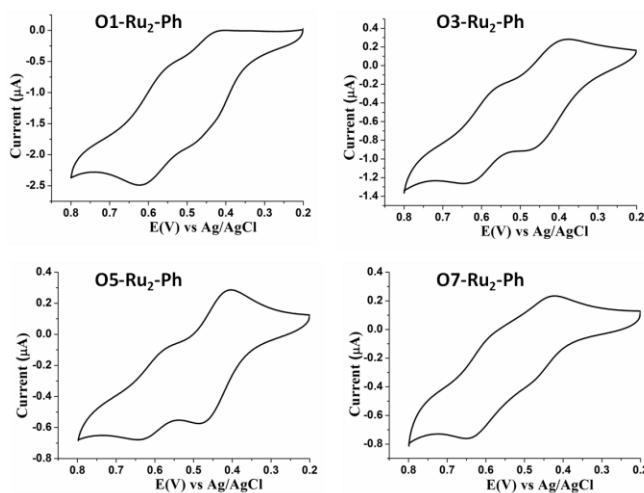 O1-Ru₂-Ph
0.0
-0.5
-1.0
-1.5
-2.0
-2.5
Current (µA)
0.8 0.7 0.6 0.5 0.4 0.3 0.2
E(V) vs Ag/AgCl
O3-Ru₂-Ph
0.4
0.2
0.0
-0.2
-0.4
-0.6
-0.8
-1.0
-1.2
-1.4
Current (µA)
0.8 0.7 0.6 0.5 0.4 0.3 0.2
E(V) vs Ag/AgCl
O5-Ru₂-Ph
0.4
0.2
0.0
-0.2
-0.4
-0.6
-0.8
Current (µA)
0.8 0.7 0.6 0.5 0.4 0.3 0.2
E(V) vs Ag/AgCl
O7-Ru₂-Ph
0.4
0.0
-0.4
-0.8
Current (µA)
0.8 0.7 0.6 0.5 0.4 0.3 0.2
E(V) vs Ag/AgCl